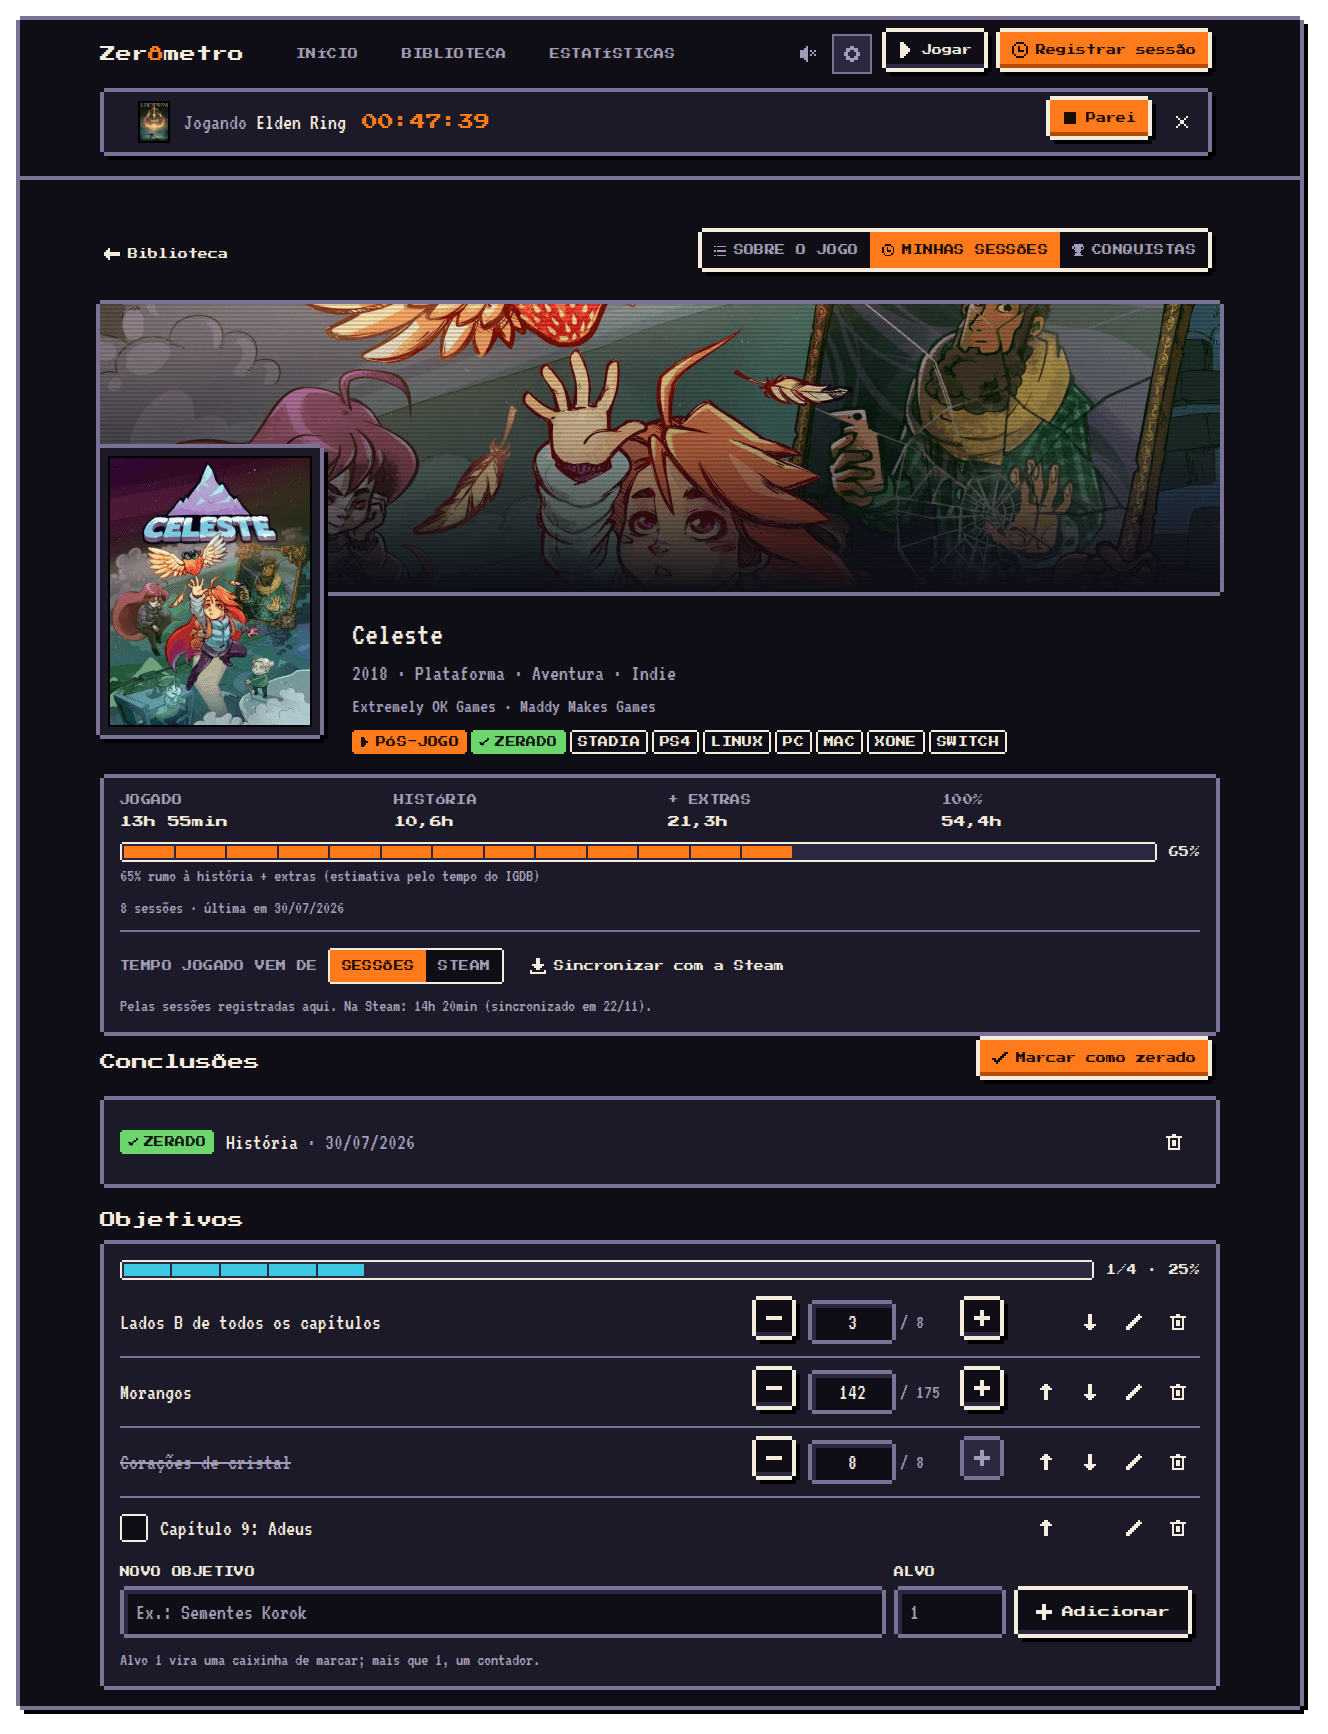 Zerômetro
INÍCIO
BIBLIOTECA
ESTATÍSTICAS
Jogar
Registrar sessão
Jogando Elden Ring 00:47:39
Parei
Biblioteca
SOBRE O JOGO
MINHAS SESSÕES
CONQUISTAS
CELESTE
Celeste
2018 · Plataforma · Aventura · Indie
Extremely OK Games · Maddy Makes Games
PÓS-JOGO ZERADO STADIA PS4 LINUX PC MAC XONE SWITCH
JOGADO HISTÓRIA + EXTRAS 100%
13h 55min 10,6h 21,3h 54,4h
65%
65% rumo à história + extras (estimativa pelo tempo do IGDB)
8 sessões · última em 30/07/2026
TEMPO JOGADO VEM DE SESSÕES STEAM Sincronizar com a Steam
Pelas sessões registradas aqui. Na Steam: 14h 20min (sincronizado em 22/11).
Conclusões
Marcar como zerado
ZERADO História · 30/07/2026
Objetivos
1/4 · 25%
Lados B de todos os capítulos 3 / 8
Morangos 142 / 175
Corações de cristal 8 / 8
Capítulo 9: Adeus
NOVO OBJETIVO ALVO
Ex.: Sementes Korok 1 Adicionar
Alvo 1 vira uma caixinha de marcar; mais que 1, um contador.